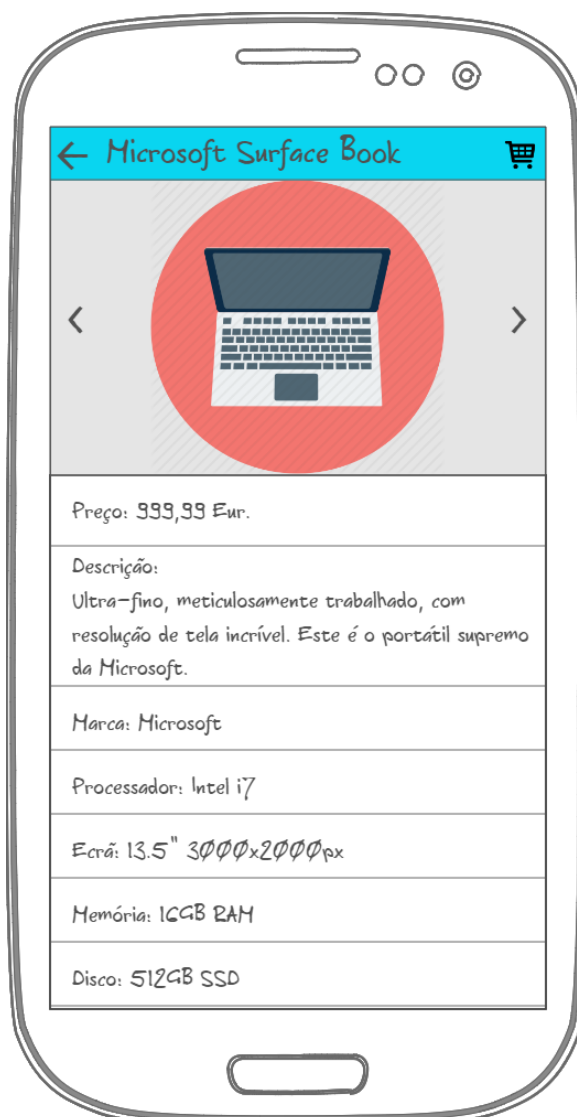 Microsoft Surface Book
Preço: 999,99 Eur.
Descrição:
Ultra-fino, meticulosamente trabalhado, com
resolução de tela incrível. Este é o portátil supremo
da Microsoft.
Marca: Microsoft
Processador: Intel i7
Ecrã: 13.5" 3000x2000px
Memória: 16GB RAM
Disco: 512GB SSD